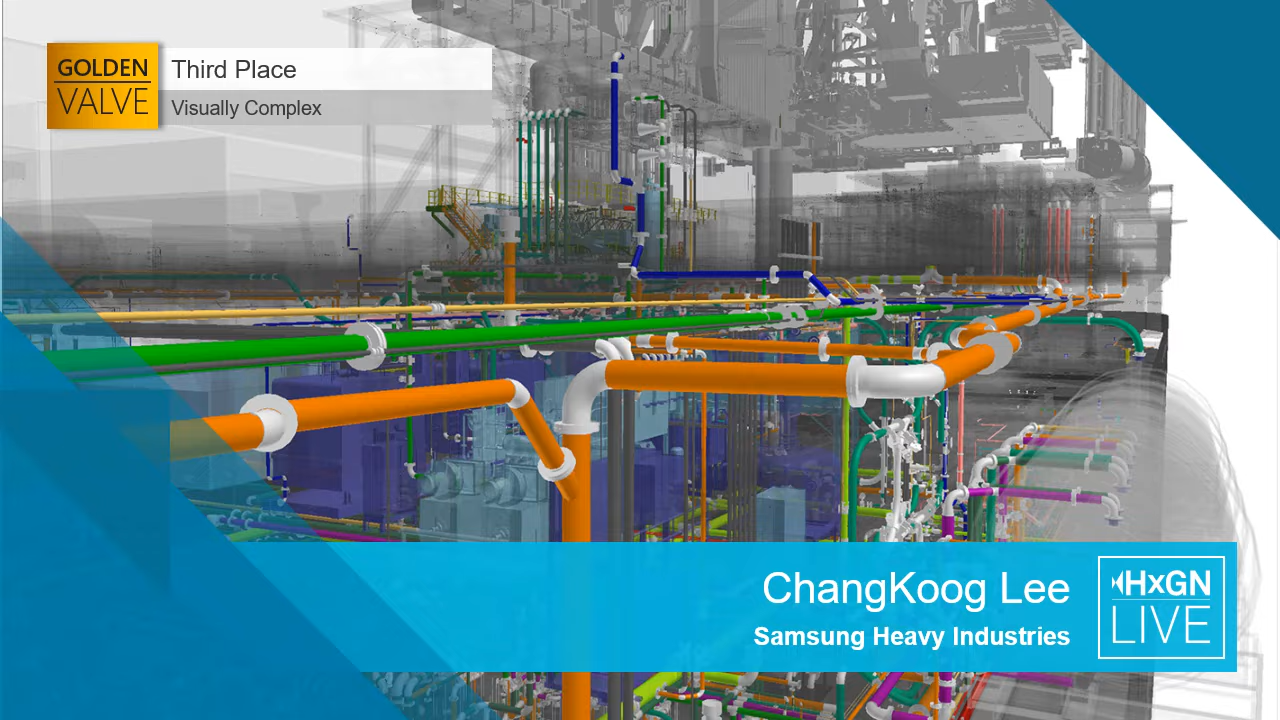 GOLDEN
VALVE
Third Place
Visually Complex
ChangKoog Lee
Samsung Heavy Industries
HxGN
LIVE